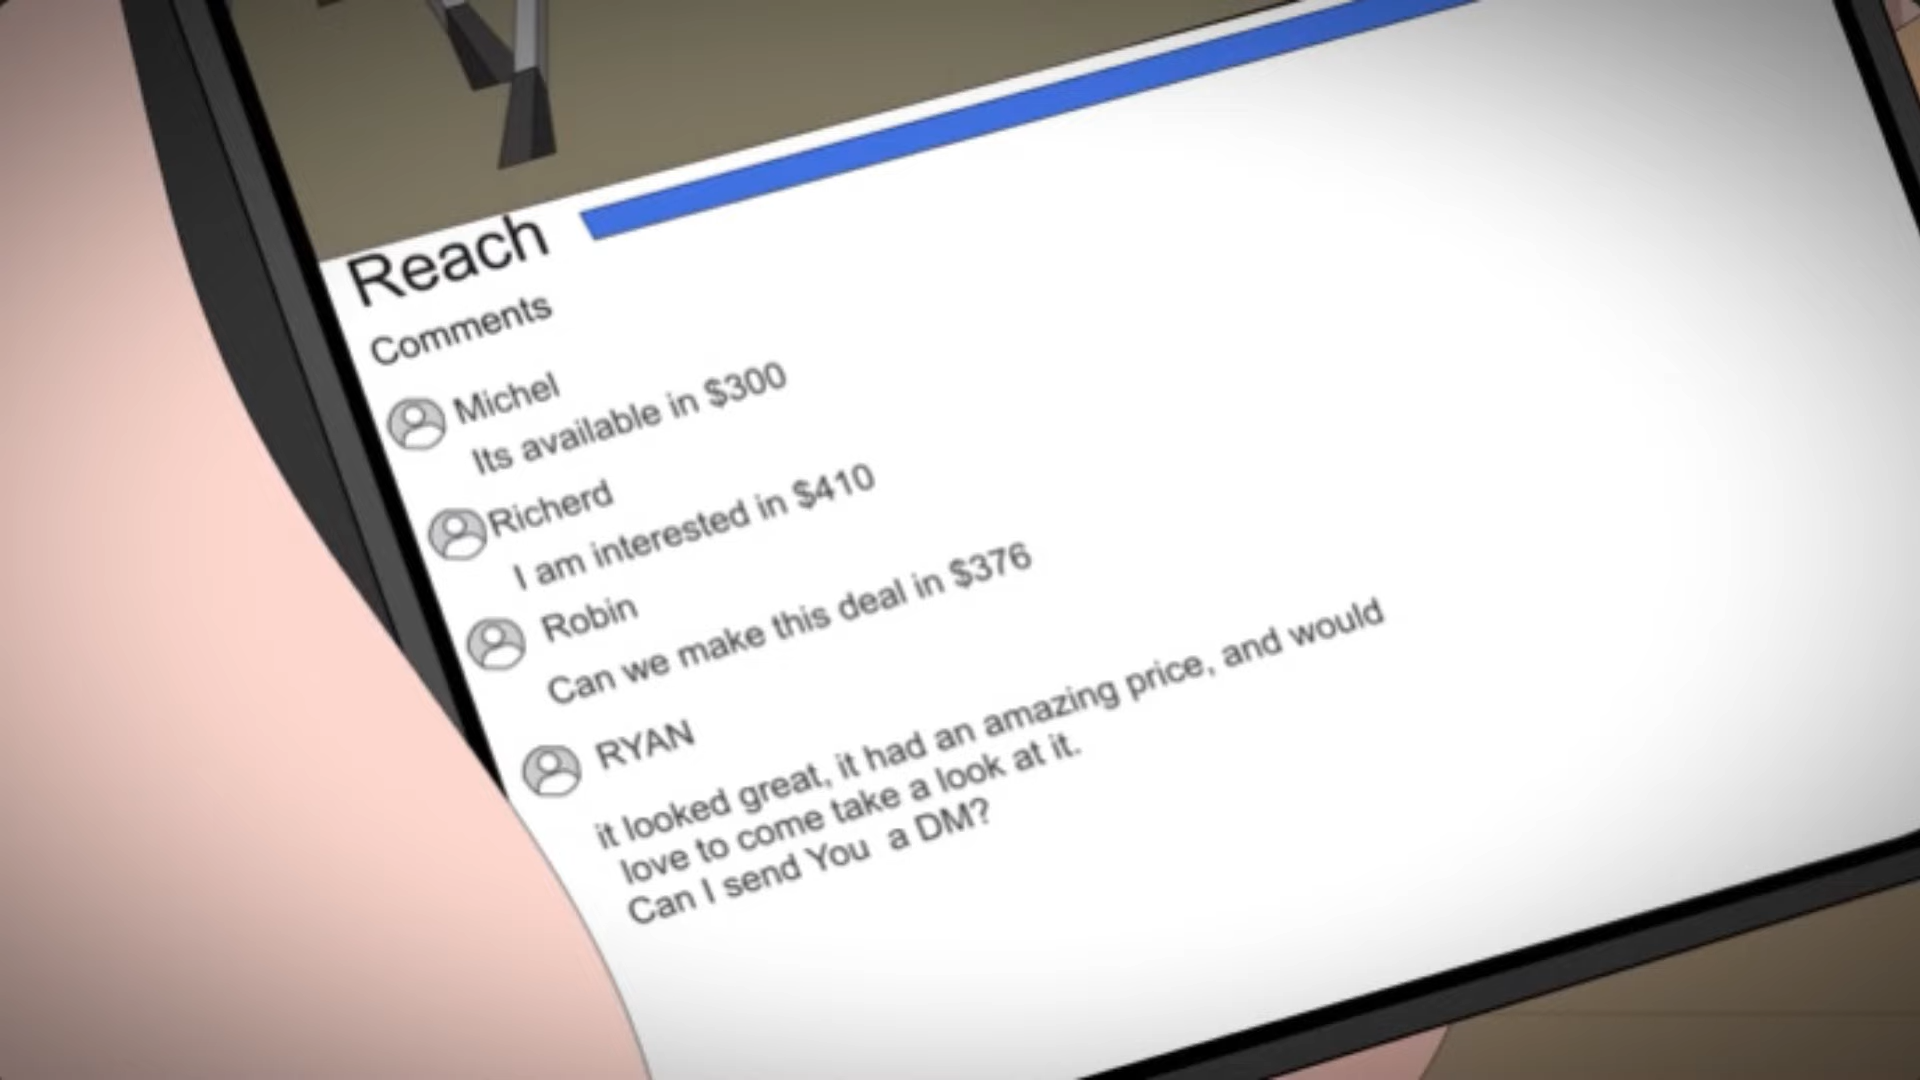 Reach
Comments
Michel
Its available in $300
Richerd
I am interested in $410
Robin
Can we make this deal in $376
RYAN
it looked great, it had an amazing price, and would
love to come take a look at it.
Can I send You a DM?